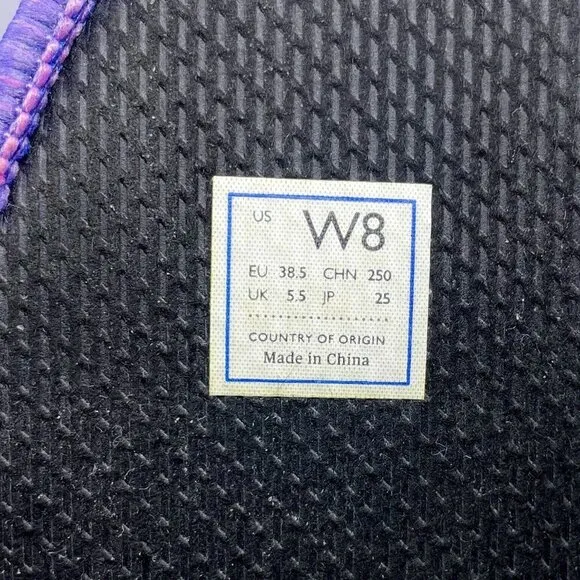 US W8
EU 38.5 CHN 250
UK 5.5 JP 25
COUNTRY OF ORIGIN
Made in China